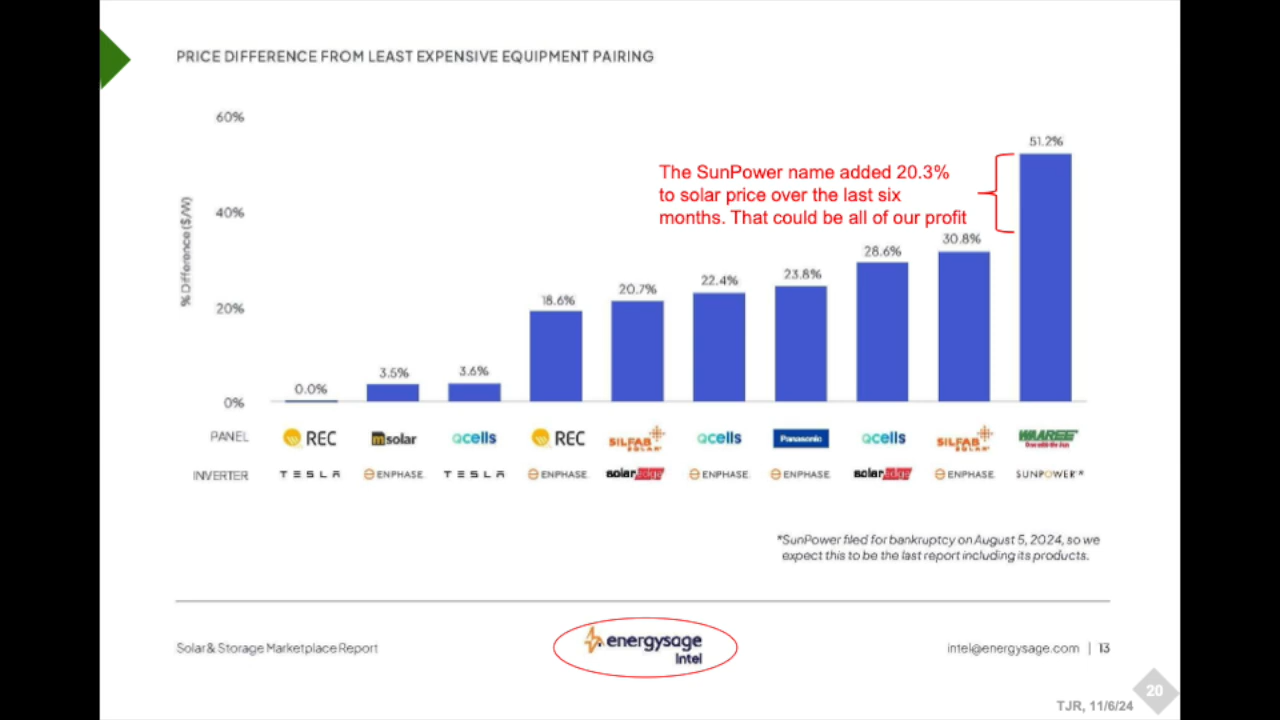 PRICE DIFFERENCE FROM LEAST EXPENSIVE EQUIPMENT PAIRING
60%
40%
20%
0%
% Difference ($/W)
The SunPower name added 20.3%
to solar price over the last six
months. That could be all of our profit
0.0%
3.5%
3.6%
18.6%
20.7%
22.4%
23.8%
28.6%
30.8%
51.2%
PANEL REC msolar qcells REC SILFAB SOLAR qcells Panasonic qcells SILFAB SOLAR WAAREE
INVERTER TESLA ENPHASE. TESLA ENPHASE. solaredge ENPHASE. ENPHASE. solaredge ENPHASE. SUNPOWER*
*SunPower filed for bankruptcy on August 5, 2024, so we
expect this to be the last report including its products.
Solar & Storage Marketplace Report
energysage
Intel
intel@energysage.com | 13
20
TJR, 11/6/24